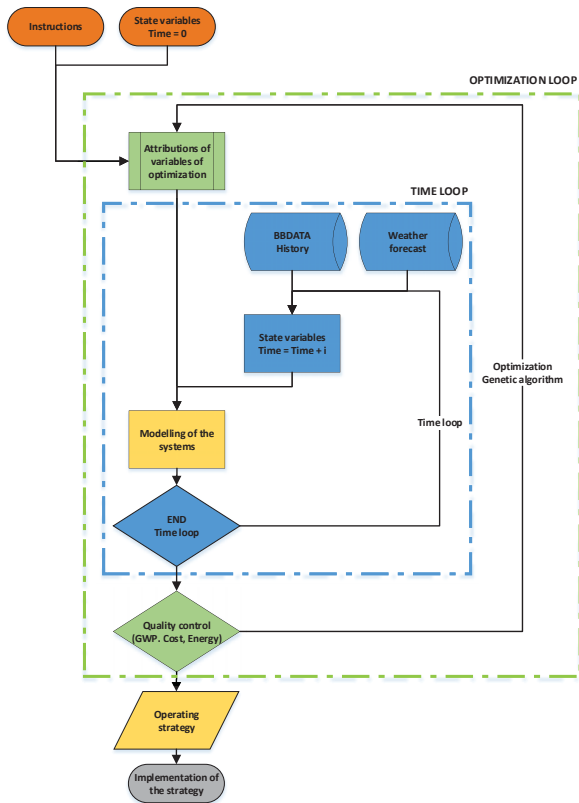 Instructions
State variables
Time = 0
OPTIMIZATION LOOP
Attributions of
variables of
optimization
TIME LOOP
BBDATA
History
Weather
forecast
State variables
Time = Time + i
Optimization
Genetic algorithm
Modelling of the
systems
Time loop
END
Time loop
Quality control
(GWP. Cost, Energy)
Operating
strategy
Implementation of
the strategy